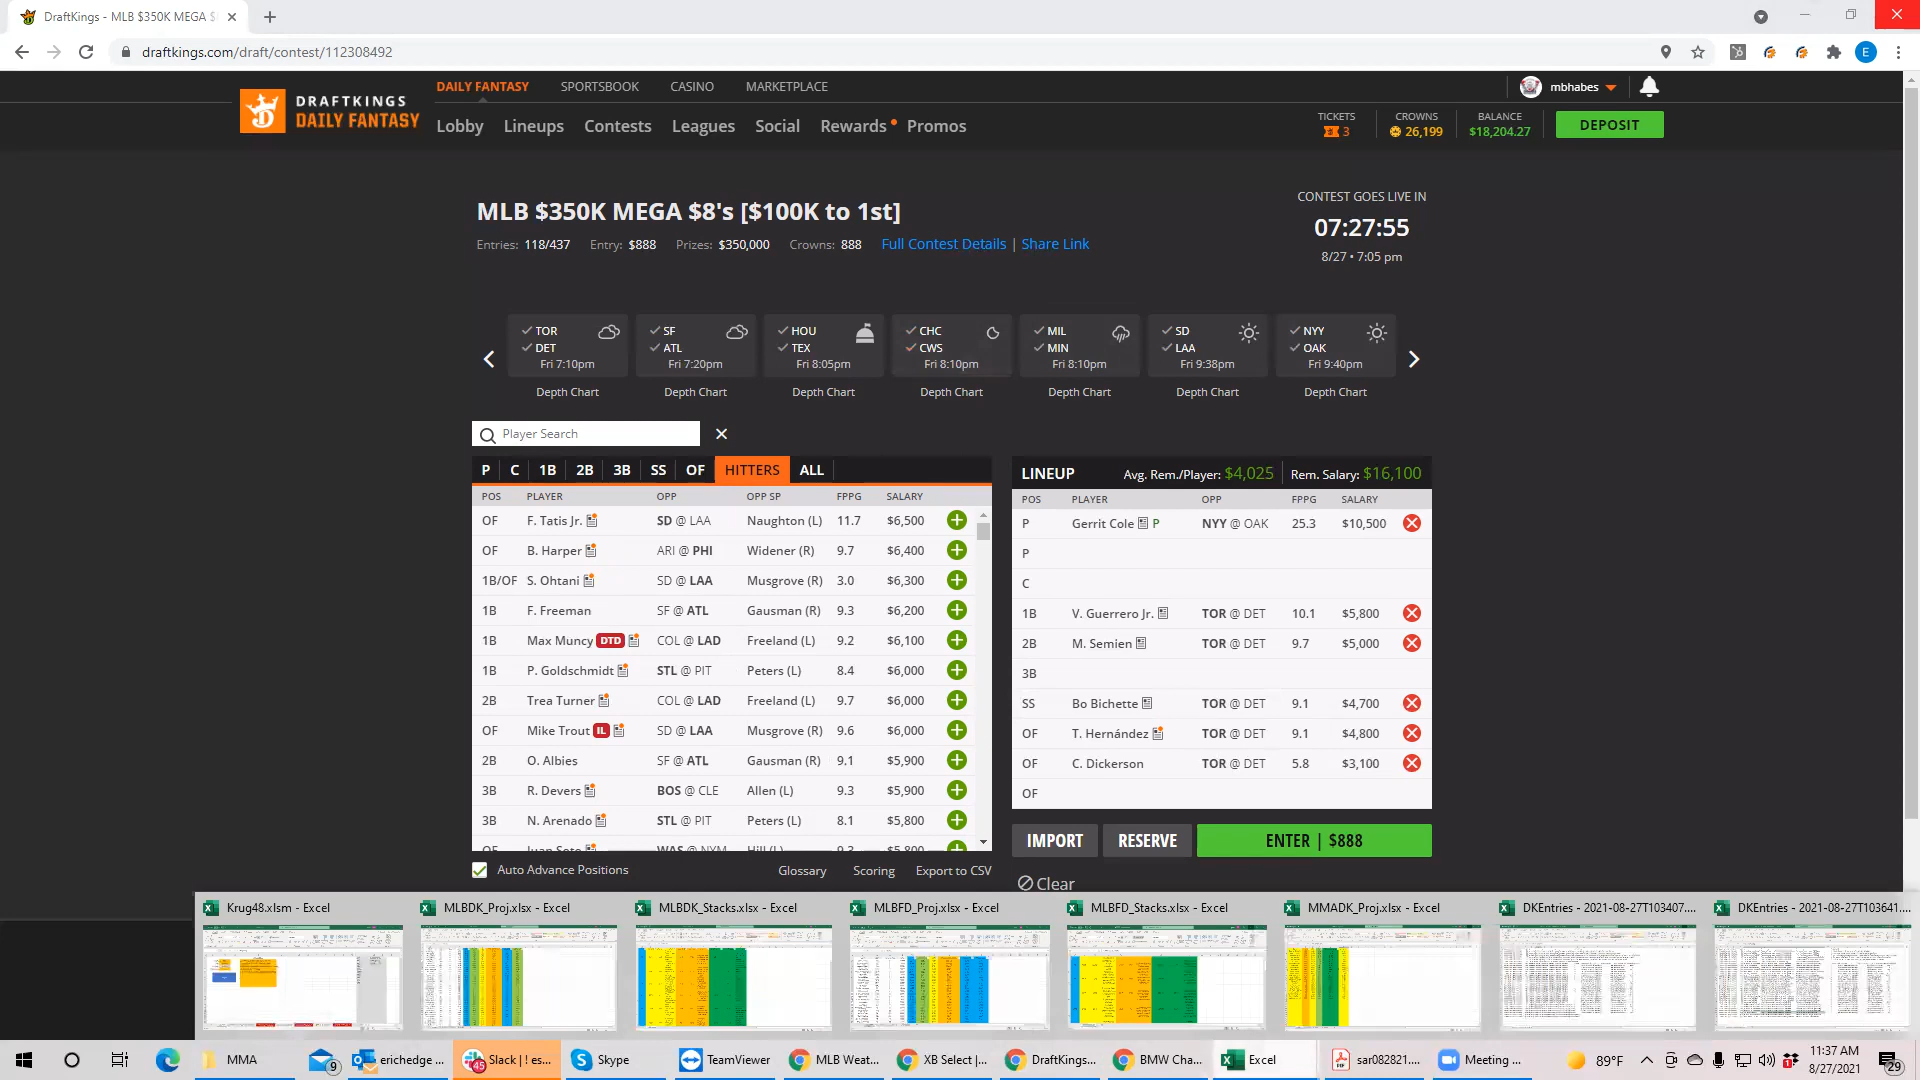 DraftKings - MLB $350K MEGA $
draftkings.com/draft/contest/112308492
E
DAILY FANTASY SPORTSBOOK CASINO MARKETPLACE
mbhabes
DRAFTKINGS
DAILY FANTASY
Lobby Lineups Contests Leagues Social Rewards Promos
TICKETS
3
CROWNS
26,199
BALANCE
$18,204.27
DEPOSIT
MLB $350K MEGA $8's [$100K to 1st]
Entries: 118/437 Entry: $888 Prizes: $350,000 Crowns: 888 Full Contest Details | Share Link
CONTEST GOES LIVE IN
07:27:55
8/27 • 7:05 pm
TOR
DET
Fri 7:10pm
Depth Chart
SF
ATL
Fri 7:20pm
Depth Chart
HOU
TEX
Fri 8:05pm
Depth Chart
CHC
CWS
Fri 8:10pm
Depth Chart
MIL
MIN
Fri 8:10pm
Depth Chart
SD
LAA
Fri 9:38pm
Depth Chart
NYY
OAK
Fri 9:40pm
Depth Chart
Player Search
P C 1B 2B 3B SS OF HITTERS ALL
POS PLAYER OPP OPP SP FPPG SALARY
OF F. Tatis Jr. SD @ LAA Naughton (L) 11.7 $6,500
OF B. Harper ARI @ PHI Widener (R) 9.7 $6,400
1B/OF S. Ohtani SD @ LAA Musgrove (R) 3.0 $6,300
1B F. Freeman SF @ ATL Gausman (R) 9.3 $6,200
1B Max Muncy DTD COL @ LAD Freeland (L) 9.2 $6,100
1B P. Goldschmidt STL @ PIT Peters (L) 8.4 $6,000
2B Trea Turner COL @ LAD Freeland (L) 9.7 $6,000
OF Mike Trout IL SD @ LAA Musgrove (R) 9.6 $6,000
2B O. Albies SF @ ATL Gausman (R) 9.1 $5,900
3B R. Devers BOS @ CLE Allen (L) 9.3 $5,900
3B N. Arenado STL @ PIT Peters (L) 8.1 $5,800
OF Juan Soto WAS @ NYM Hill (L) 9.3 $5,800
Auto Advance Positions Glossary Scoring Export to CSV
LINEUP Avg. Rem./Player: $4,025 Rem. Salary: $16,100
POS PLAYER OPP FPPG SALARY
P Gerrit Cole P NYY @ OAK 25.3 $10,500
P
C
1B V. Guerrero Jr. TOR @ DET 10.1 $5,800
2B M. Semien TOR @ DET 9.7 $5,000
3B
SS Bo Bichette TOR @ DET 9.1 $4,700
OF T. Hernández TOR @ DET 9.1 $4,800
OF C. Dickerson TOR @ DET 5.8 $3,100
OF
IMPORT RESERVE ENTER | $888
Clear
Krug48.xlsm - Excel
MLBDK_Proj.xlsx - Excel
MLBDK_Stacks.xlsx - Excel
MLBFD_Proj.xlsx - Excel
MLBFD_Stacks.xlsx - Excel
MMADK_Proj.xlsx - Excel
DKEntries - 2021-08-27T103407....
DKEntries - 2021-08-27T103641....
MMA
9
erichedge ...
45
Slack | ! es...
Skype
TeamViewer
MLB Weat...
XB Select |...
DraftKings...
BMW Cha...
Excel
sar082821....
Meeting ...
89°F
11:37 AM
8/27/2021
29